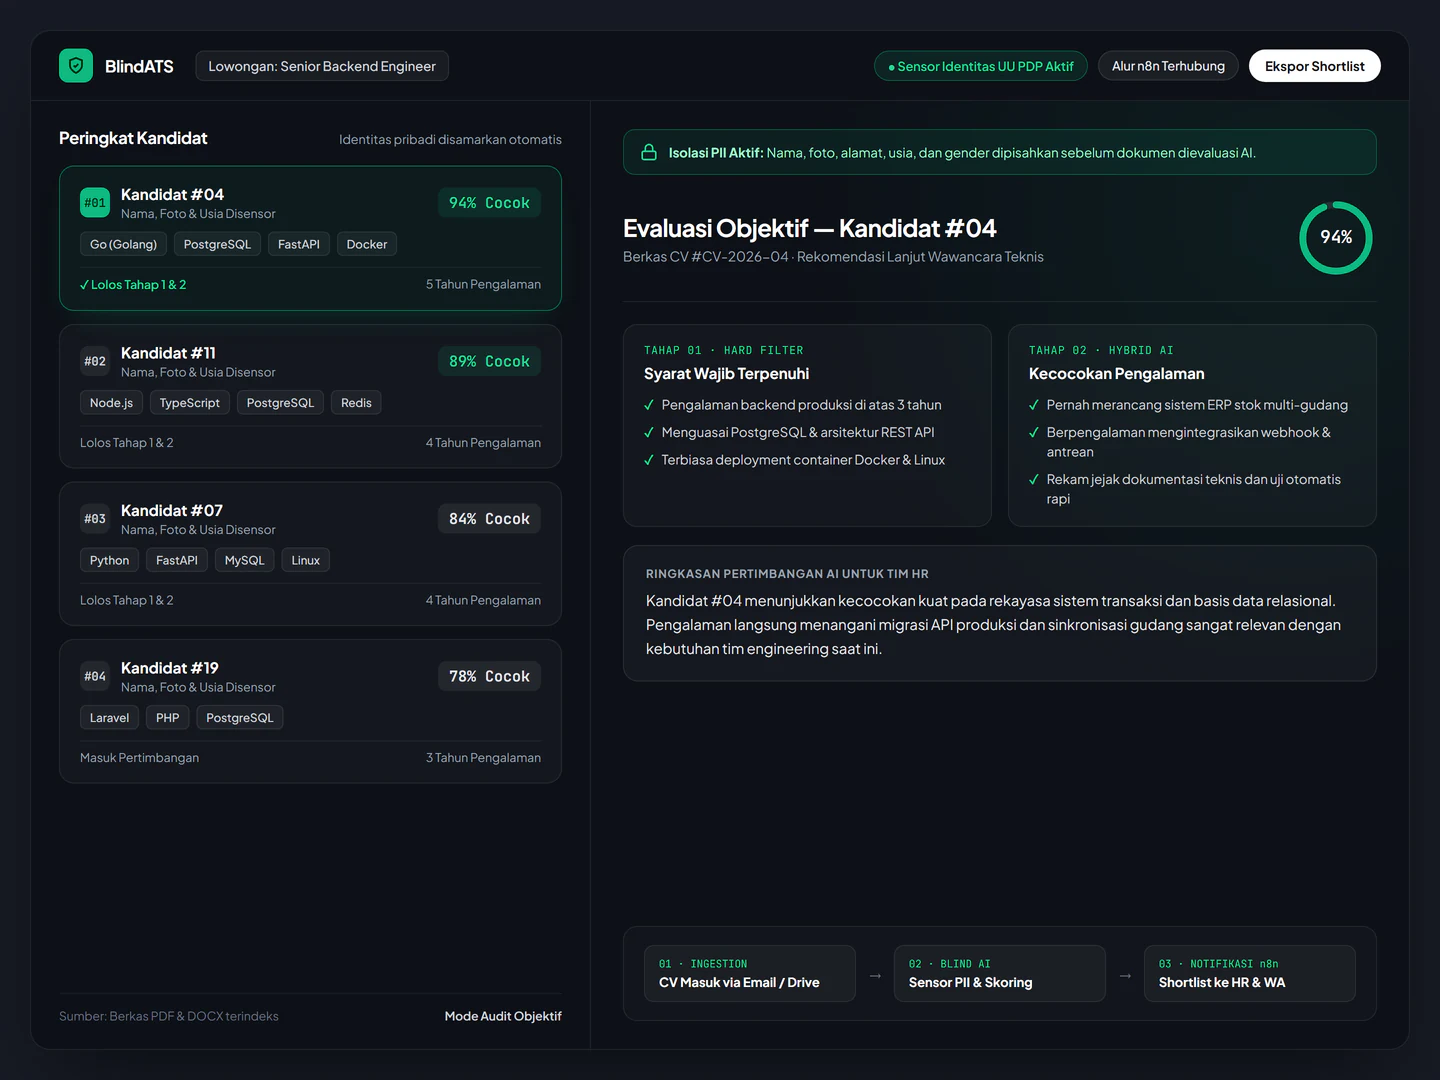 BlindATS
Lowongan: Senior Backend Engineer
● Sensor Identitas UU PDP Aktif
Alur n8n Terhubung
Ekspor Shortlist
Peringkat Kandidat
Identitas pribadi disamarkan otomatis
#01
Kandidat #04
Nama, Foto & Usia Disensor
94% Cocok
Go (Golang)
PostgreSQL
FastAPI
Docker
✓ Lolos Tahap 1 & 2
5 Tahun Pengalaman
#02
Kandidat #11
Nama, Foto & Usia Disensor
89% Cocok
Node.js
TypeScript
PostgreSQL
Redis
Lolos Tahap 1 & 2
4 Tahun Pengalaman
#03
Kandidat #07
Nama, Foto & Usia Disensor
84% Cocok
Python
FastAPI
MySQL
Linux
Lolos Tahap 1 & 2
4 Tahun Pengalaman
#04
Kandidat #19
Nama, Foto & Usia Disensor
78% Cocok
Laravel
PHP
PostgreSQL
Masuk Pertimbangan
3 Tahun Pengalaman
Sumber: Berkas PDF & DOCX terindeks
Mode Audit Objektif
Isolasi PII Aktif: Nama, foto, alamat, usia, dan gender dipisahkan sebelum dokumen dievaluasi AI.
Evaluasi Objektif — Kandidat #04
Berkas CV #CV-2026-04 · Rekomendasi Lanjut Wawancara Teknis
94%
TAHAP 01 · HARD FILTER
Syarat Wajib Terpenuhi
✓ Pengalaman backend produksi di atas 3 tahun
✓ Menguasai PostgreSQL & arsitektur REST API
✓ Terbiasa deployment container Docker & Linux
TAHAP 02 · HYBRID AI
Kecocokan Pengalaman
✓ Pernah merancang sistem ERP stok multi-gudang
✓ Berpengalaman mengintegrasikan webhook &
antrean
✓ Rekam jejak dokumentasi teknis dan uji otomatis
rapi
RINGKASAN PERTIMBANGAN AI UNTUK TIM HR
Kandidat #04 menunjukkan kecocokan kuat pada rekayasa sistem transaksi dan basis data relasional.
Pengalaman langsung menangani migrasi API produksi dan sinkronisasi gudang sangat relevan dengan
kebutuhan tim engineering saat ini.
01 · INGESTION
CV Masuk via Email / Drive
→
02 · BLIND AI
Sensor PII & Skoring
→
03 · NOTIFIKASI n8n
Shortlist ke HR & WA